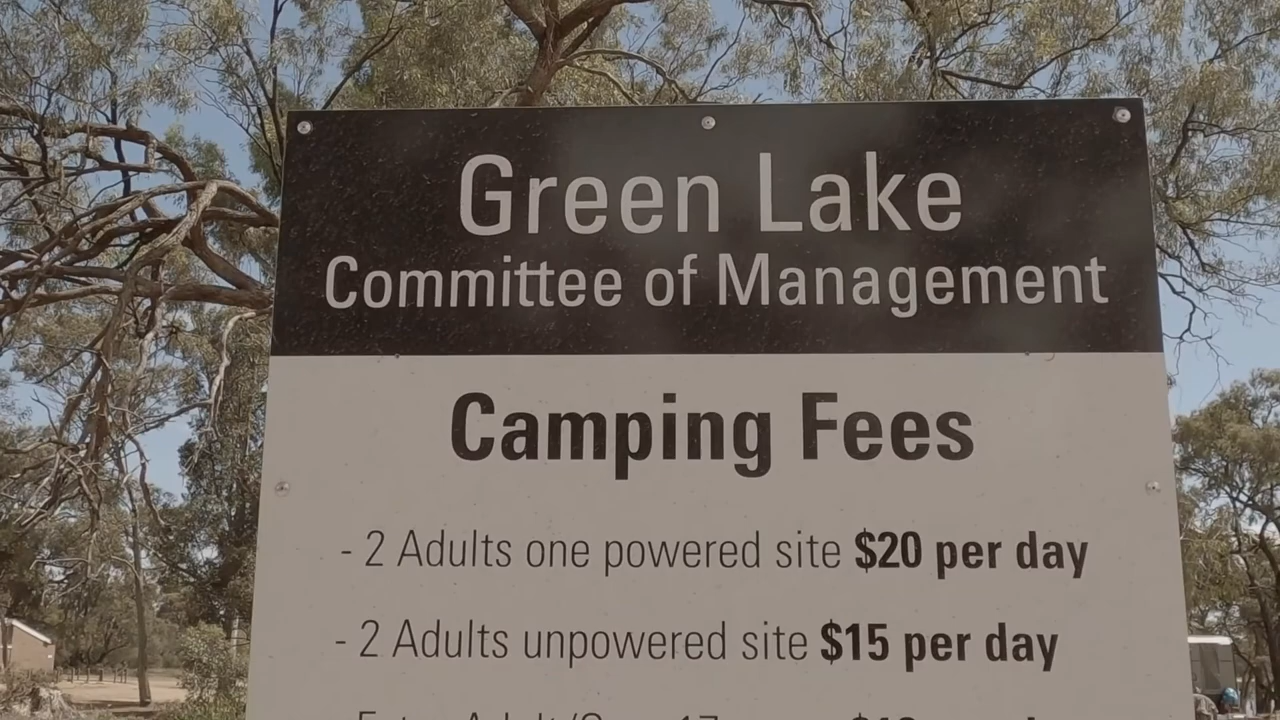 Green Lake
Committee of Management
Camping Fees
- 2 Adults one powered site $20 per day
- 2 Adults unpowered site $15 per day